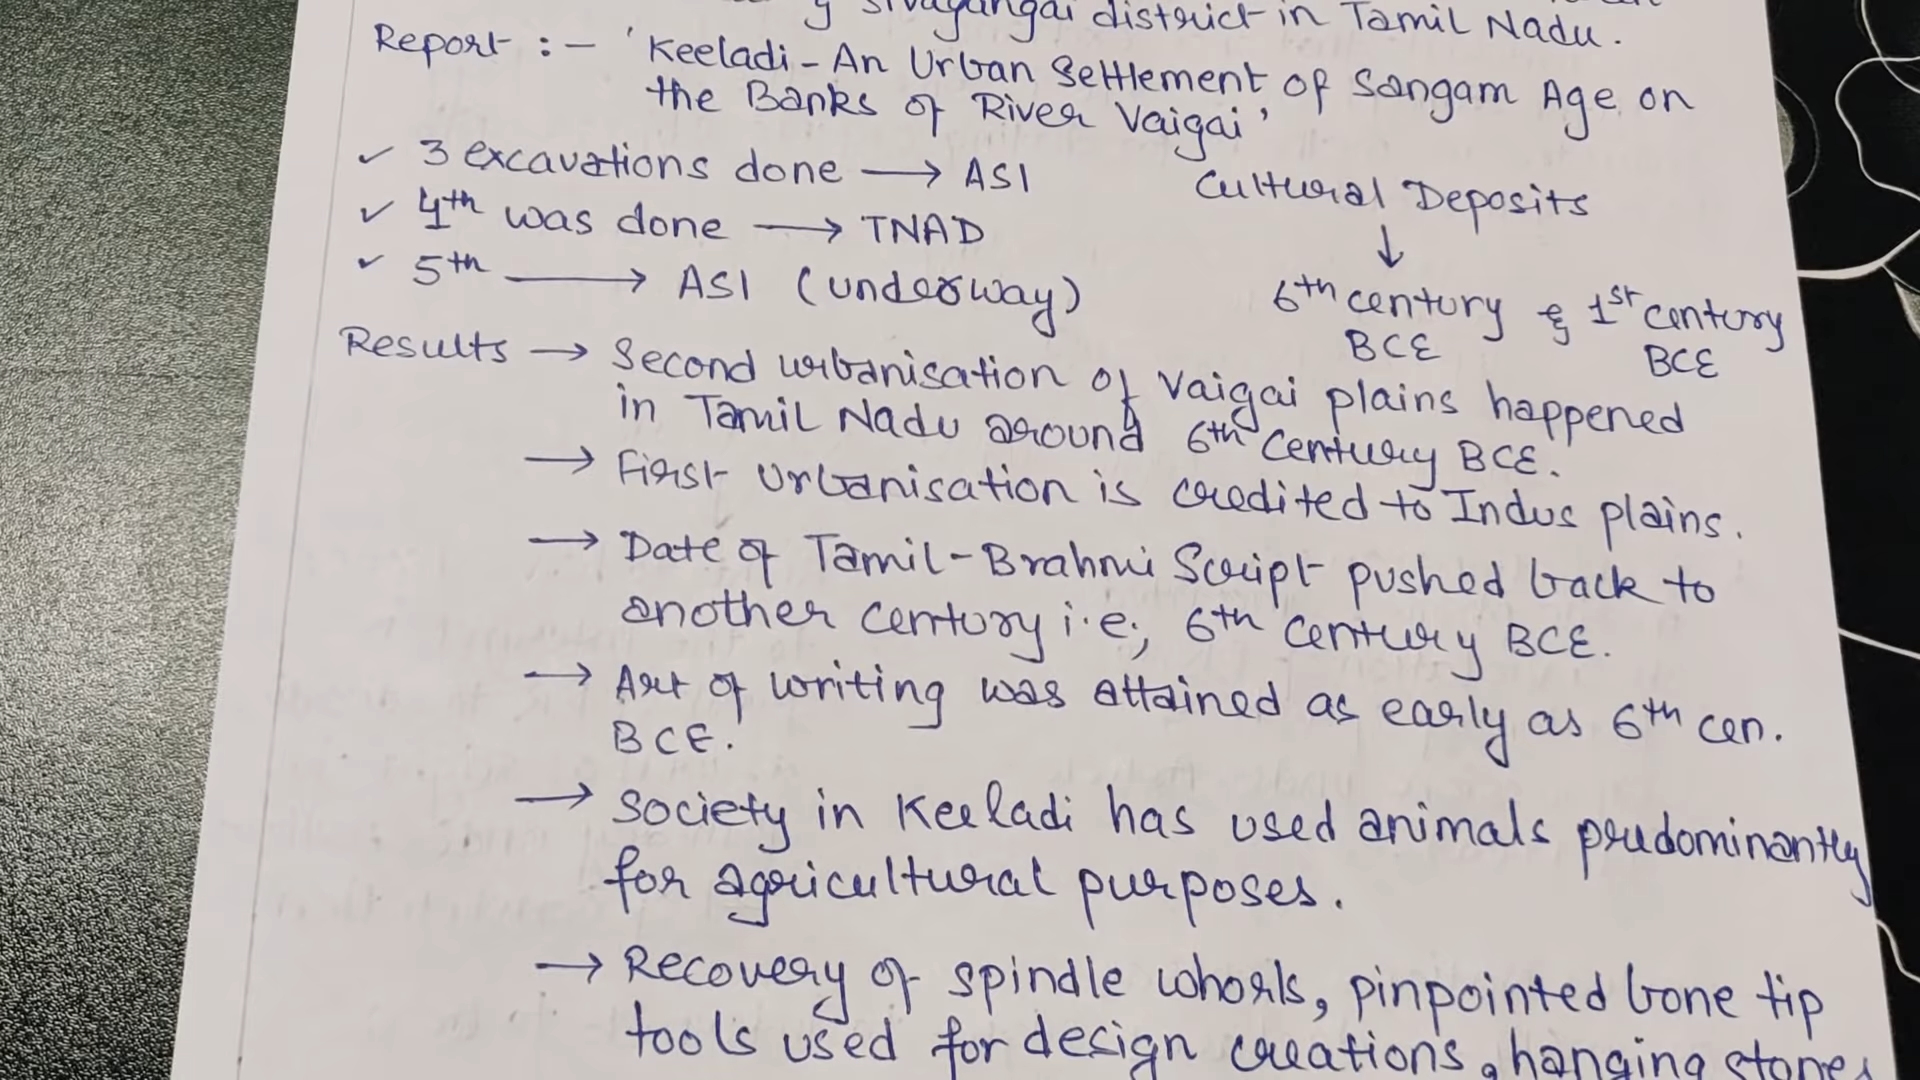 Sivagangai district in Tamil Nadu.
Report :- 'Keeladi - An Urban Settlement of Sangam Age on
the Banks of River Vaigai'
✓ 3 excavations done → ASI
✓ 4th was done → TNAD
✓ 5th → ASI (underway)
Cultural Deposits
↓
6th century & 1st century
BCE BCE
Results → Second urbanisation of Vaigai plains happened
in Tamil Nadu around 6th Century BCE.
→ First Urbanisation is credited to Indus plains.
→ Date of Tamil-Brahmi Script pushed back to
another century i.e; 6th Century BCE.
→ Art of writing was attained as early as 6th cen.
BCE.
→ Society in Keeladi has used animals predominantly
for agricultural purposes.
→ Recovery of spindle whorls, pinpointed bone tip
tools used for design creations, hanging stones